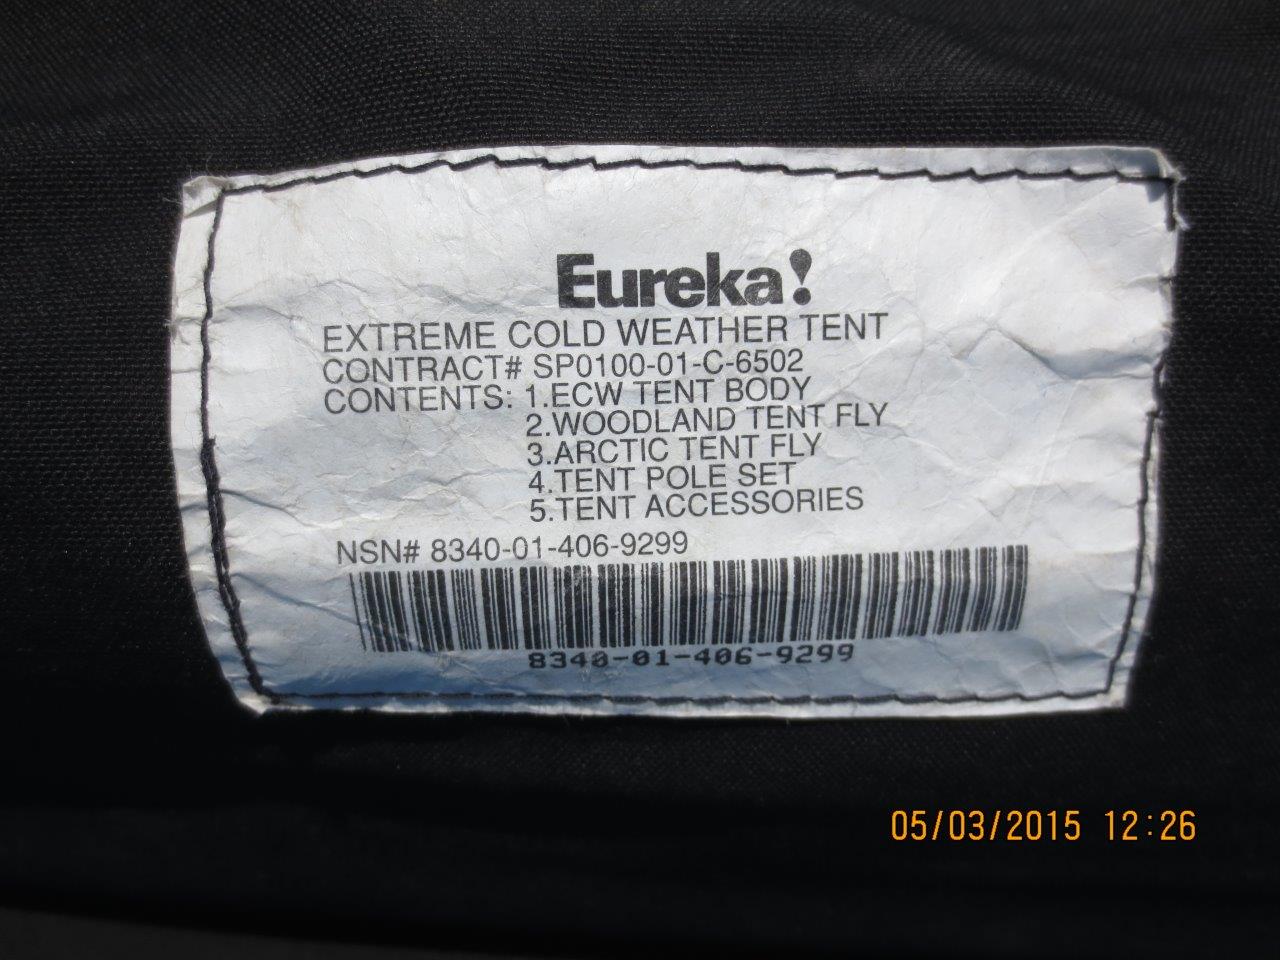 Eureka!
EXTREME COLD WEATHER TENT
CONTRACT# SP0100-01-C-6502
CONTENTS: 1.ECW TENT BODY
2.WOODLAND TENT FLY
3.ARCTIC TENT FLY
4.TENT POLE SET
5.TENT ACCESSORIES
NSN# 8340-01-406-9299
8340-01-406-9299
05/03/2015 12:26